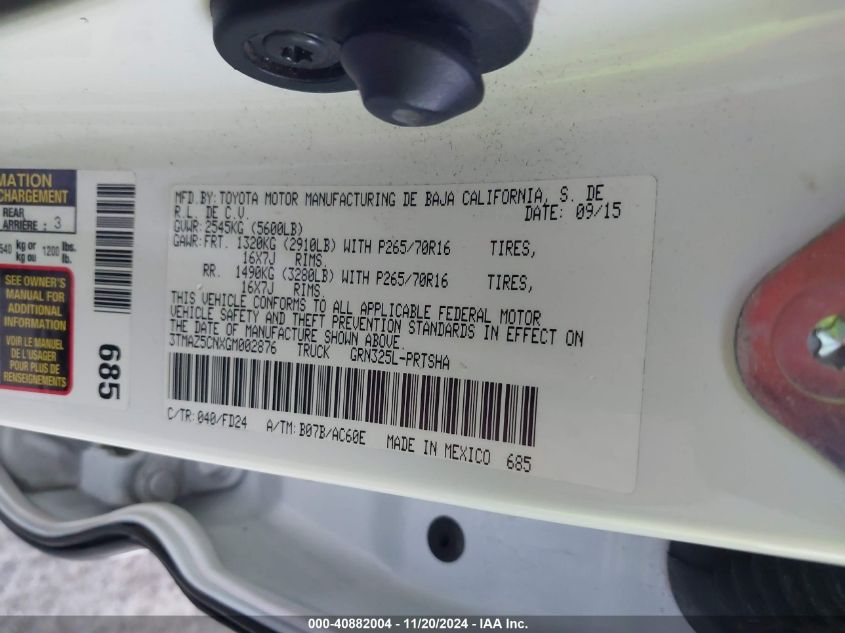 MATION
CHARGEMENT
REAR
ARRIÈRE : 3
540 kg or kg ou 1200 lbs. lb.
SEE OWNER'S
MANUAL FOR
ADDITIONAL
INFORMATION
VOIR LE MANUEL
DE L'USAGER
POUR PLUS DE
RENSEIGNEMENTS
685
MFD.BY: TOYOTA MOTOR MANUFACTURING DE BAJA CALIFORNIA, S. DE
R.L. DE C.V. DATE: 09/15
GVWR: 2545KG (5600LB)
GAWR: FRT. 1320KG (2910LB) WITH P265/70R16 TIRES,
16X7J RIMS,
RR. 1490KG (3280LB) WITH P265/70R16 TIRES,
16X7J RIMS
THIS VEHICLE CONFORMS TO ALL APPLICABLE FEDERAL MOTOR
VEHICLE SAFETY AND THEFT PREVENTION STANDARDS IN EFFECT ON
THE DATE OF MANUFACTURE SHOWN ABOVE.
3TMAZ5CNXGM002876 TRUCK GRN325L-PRTSHA
C/TR: 040/FD24 A/TM: B07B/AC60E MADE IN MEXICO 685
000-40882004 - 11/20/2024 - IAA Inc.